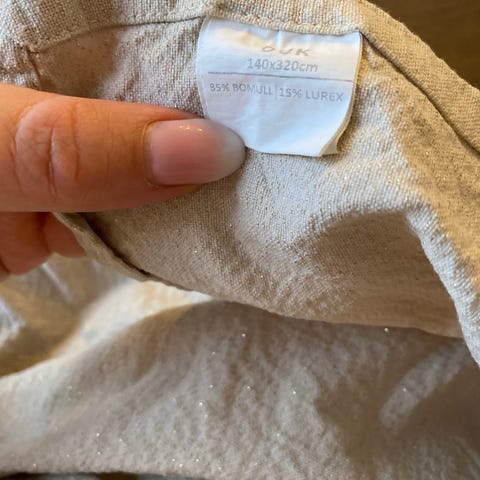 DUK
140x320cm
85% BOMULL | 15% LUREX